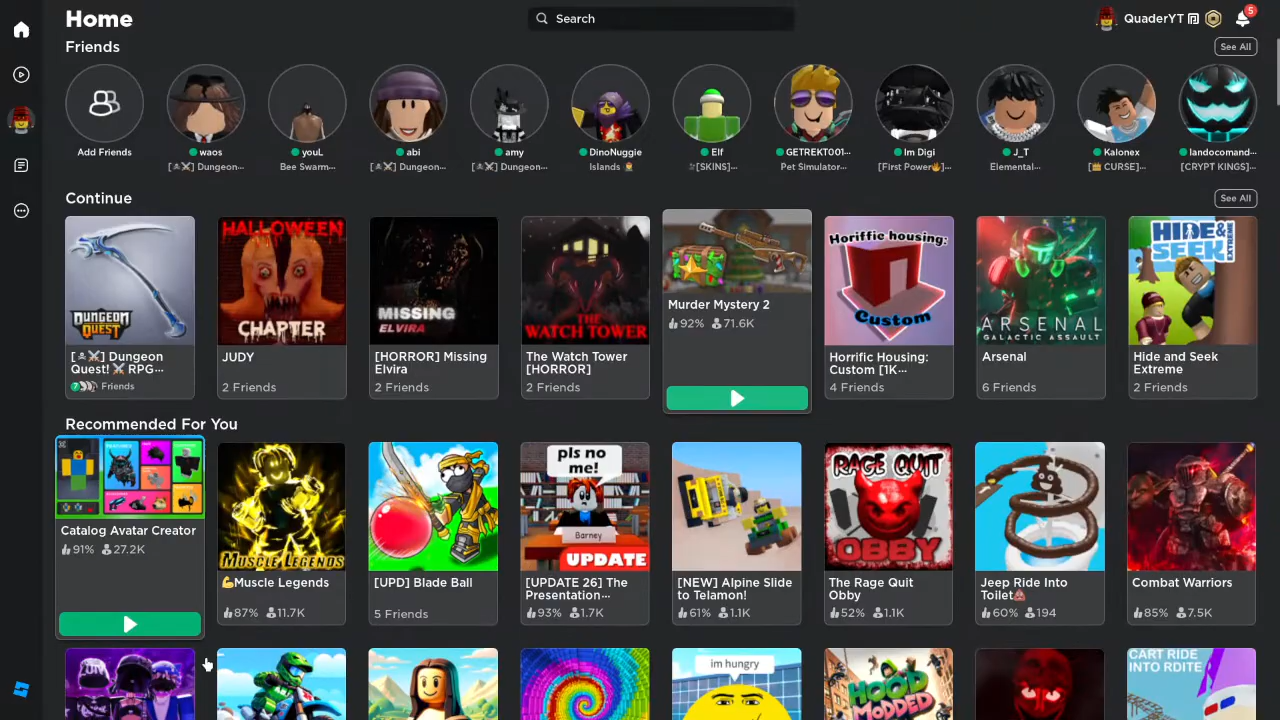 Home
Search
QuaderYT
5
Friends
See All
Add Friends
waos
youL
abi
amy
DinoNuggie
Elf
GETREKT001...
Im Digi
J_T
Kalonex
landocomand...
[☠⚔] Dungeon...
Bee Swarm...
[☠⚔] Dungeon...
[☠⚔] Dungeon...
Islands
[SKINS]...
Pet Simulator...
[First Power🔥]...
Elemental...
[👑 CURSE]...
[CRYPT KINGS]...
Continue
See All
DUNGEON QUEST
HALLOWEEN
CHAPTER
MISSING
ELVIRA
THE
WATCH TOWER
Horiffic housing:
Custom
ARSENAL
GALACTIC ASSAULT
HIDE &
SEEK
EXTREME
Murder Mystery 2
92% 71.6K
[☠⚔] Dungeon
Quest! ⚔ RPG...
7 Friends
JUDY
2 Friends
[HORROR] Missing
Elvira
2 Friends
The Watch Tower
[HORROR]
2 Friends
Horrific Housing:
Custom [1K...
4 Friends
Arsenal
6 Friends
Hide and Seek
Extreme
2 Friends
Recommended For You
MUSCLE LEGENDS
pls no
me!
Barney
UPDATE
RAGE QUIT
OBBY
Catalog Avatar Creator
91% 27.2K
💪Muscle Legends
87% 11.7K
[UPD] Blade Ball
5 Friends
[UPDATE 26] The
Presentation...
93% 1.7K
[NEW] Alpine Slide
to Telamon!
61% 1.1K
The Rage Quit
Obby
52% 1.1K
Jeep Ride Into
Toilet💩
60% 194
Combat Warriors
85% 7.5K
im hungry
HOOD
MODDED
CART RIDE
INTO RDITE